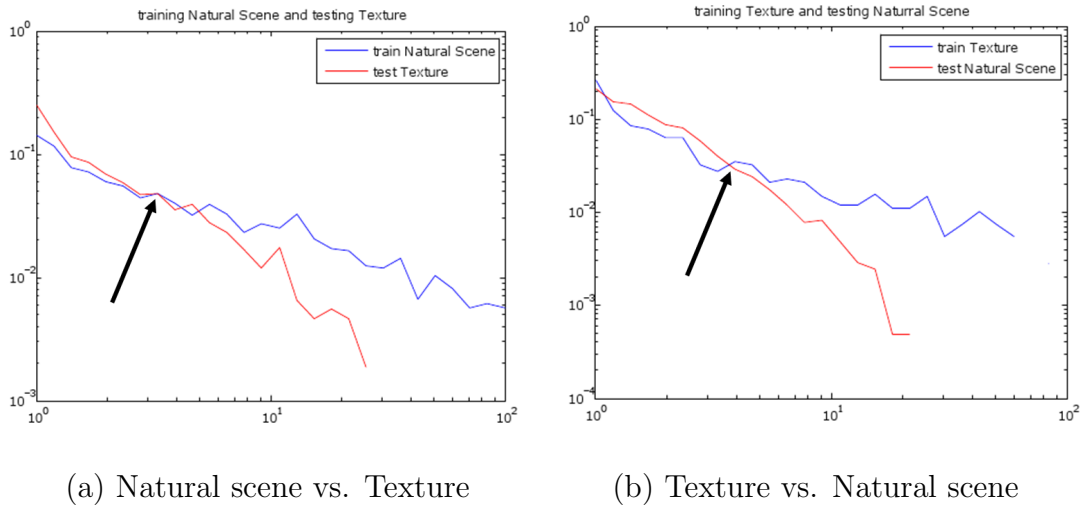 training Natural Scene and testing Texture
10^0
train Natural Scene
test Texture
10^-1
10^-2
10^-3
10^0
10^1
10^2
training Texture and testing Naturral Scene
10^0
train Texture
test Natural Scene
10^-1
10^-2
10^-3
10^-4
10^0
10^1
10^2
(a) Natural scene vs. Texture
(b) Texture vs. Natural scene